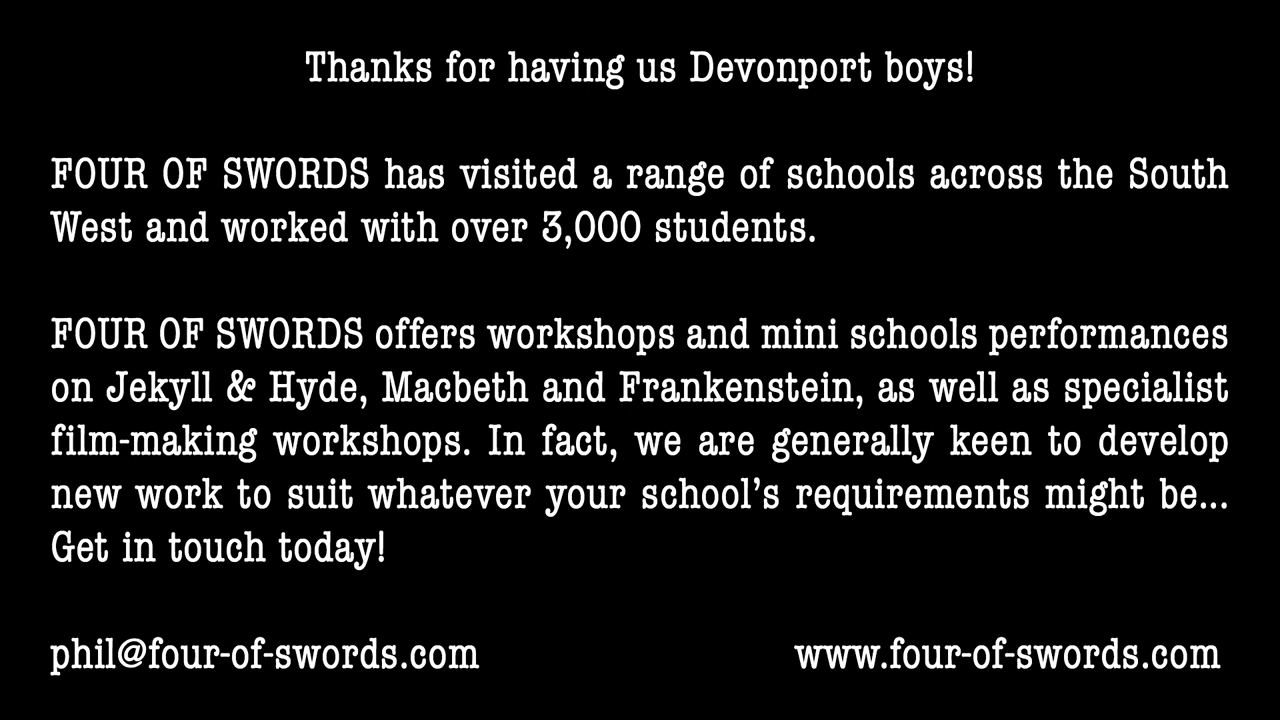 Thanks for having us Devonport boys!
FOUR OF SWORDS has visited a range of schools across the South
West and worked with over 3,000 students.
FOUR OF SWORDS offers workshops and mini schools performances
on Jekyll & Hyde, Macbeth and Frankenstein, as well as specialist
film-making workshops. In fact, we are generally keen to develop
new work to suit whatever your school's requirements might be...
Get in touch today!
phil@four-of-swords.com www.four-of-swords.com